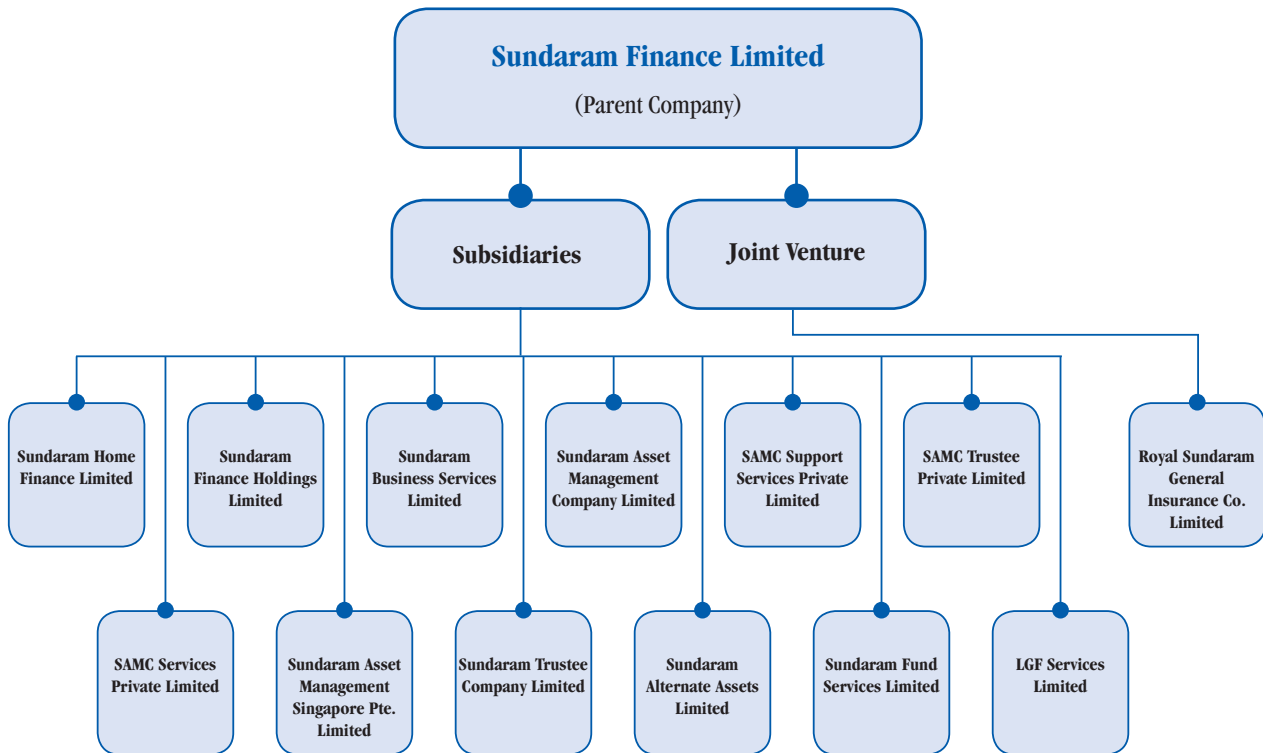 Sundaram Finance Limited
(Parent Company)
Subsidiaries
Joint Venture
Sundaram Home
Finance Limited
Sundaram
Finance Holdings
Limited
Sundaram
Business Services
Limited
Sundaram Asset
Management
Company Limited
SAMC Support
Services Private
Limited
SAMC Trustee
Private Limited
Royal Sundaram
General
Insurance Co.
Limited
SAMC Services
Private Limited
Sundaram Asset
Management
Singapore Pte.
Limited
Sundaram Trustee
Company Limited
Sundaram
Alternate Assets
Limited
Sundaram Fund
Services Limited
LGF Services
Limited